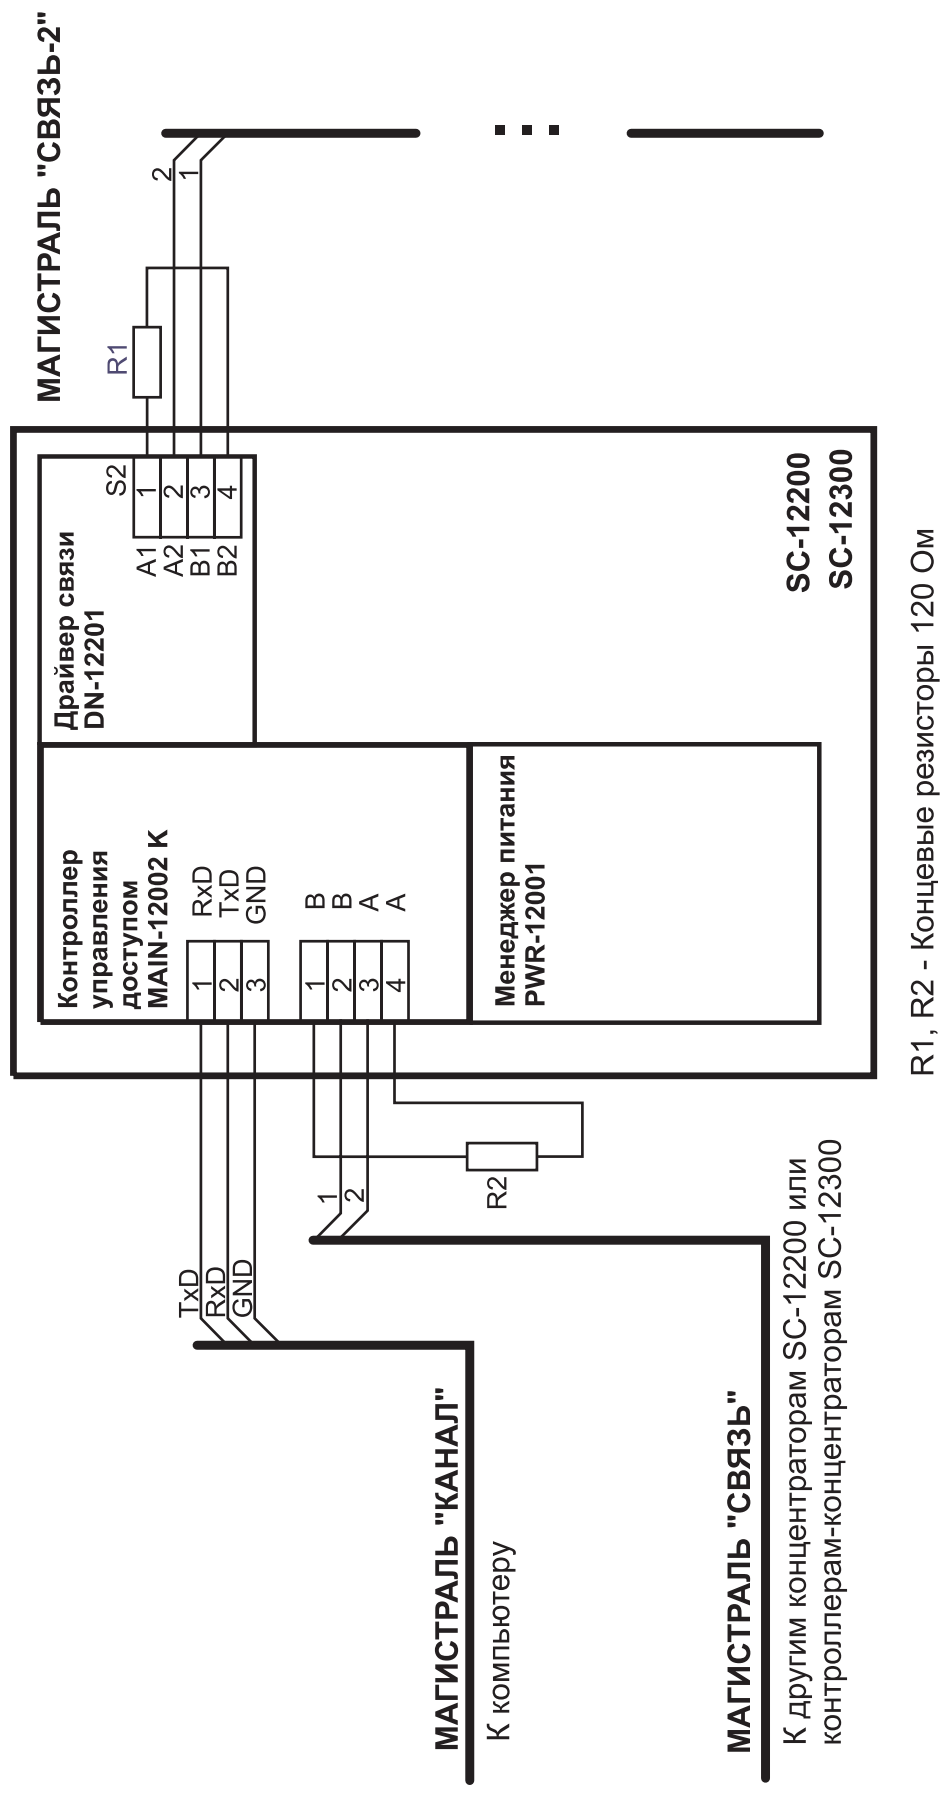 МАГИСТРАЛЬ "СВЯЗЬ-2"
2
1
R1
S2
1
2
3
4
A1
A2
B1
B2
Драйвер связи
DN-12201
SC-12200
SC-12300
Контроллер
управления
доступом
MAIN-12002 K
RxD
TxD
GND
1
2
3
B
B
A
A
1
2
3
4
Менеджер питания
PWR-12001
1
2
R2
TxD
RxD
GND
МАГИСТРАЛЬ "КАНАЛ"
К компьютеру
МАГИСТРАЛЬ "СВЯЗЬ"
К другим концентраторам SC-12200 или
контроллерам-концентраторам SC-12300
R1, R2 - Концевые резисторы 120 Ом